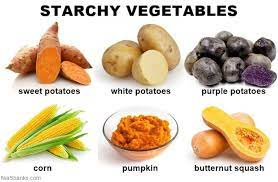 STARCHY VEGETABLES
sweet potatoes
white potatoes
purple potatoes
corn
pumpkin
butternut squash